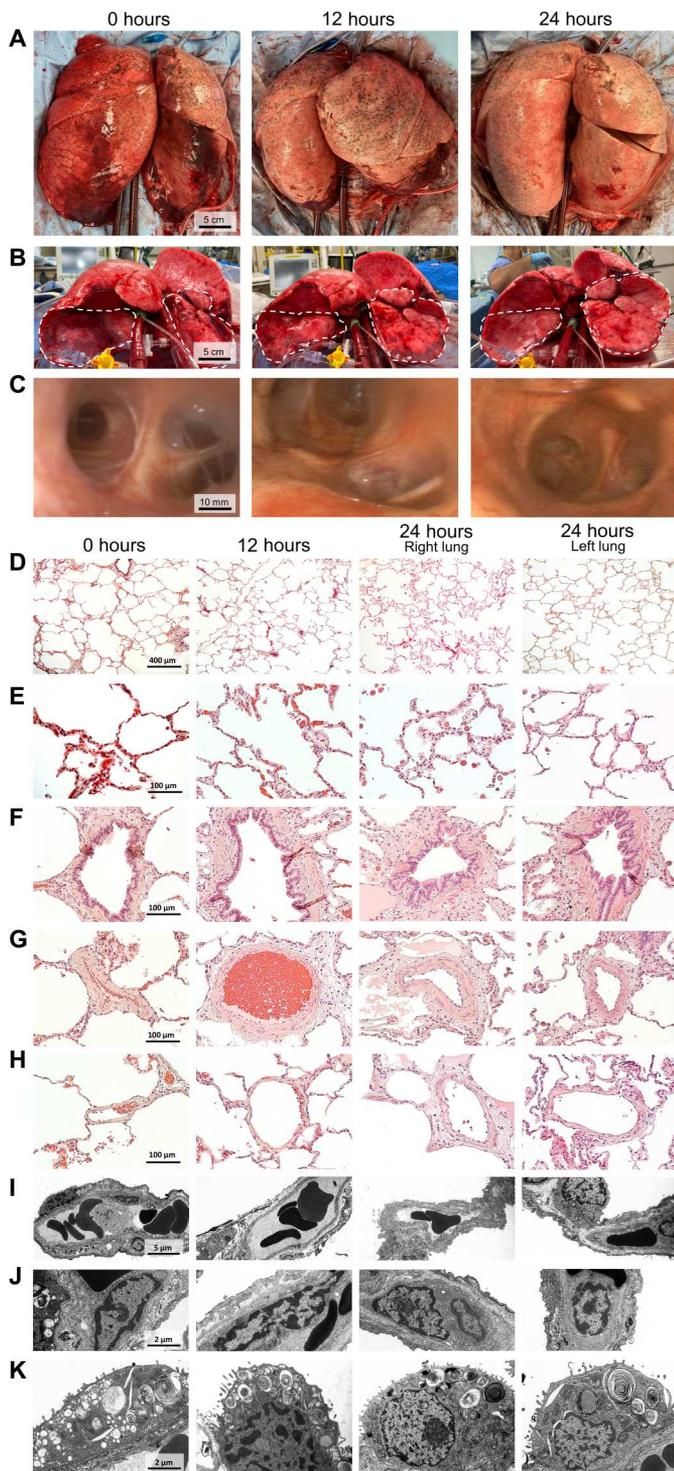 0 hours 12 hours 24 hours
A
5 cm
B
5 cm
C
10 mm
0 hours 12 hours 24 hours 24 hours
Right lung Left lung
D
400 µm
E
100 µm
F
100 µm
G
100 µm
H
100 µm
I
5 µm
J
2 µm
K
2 µm